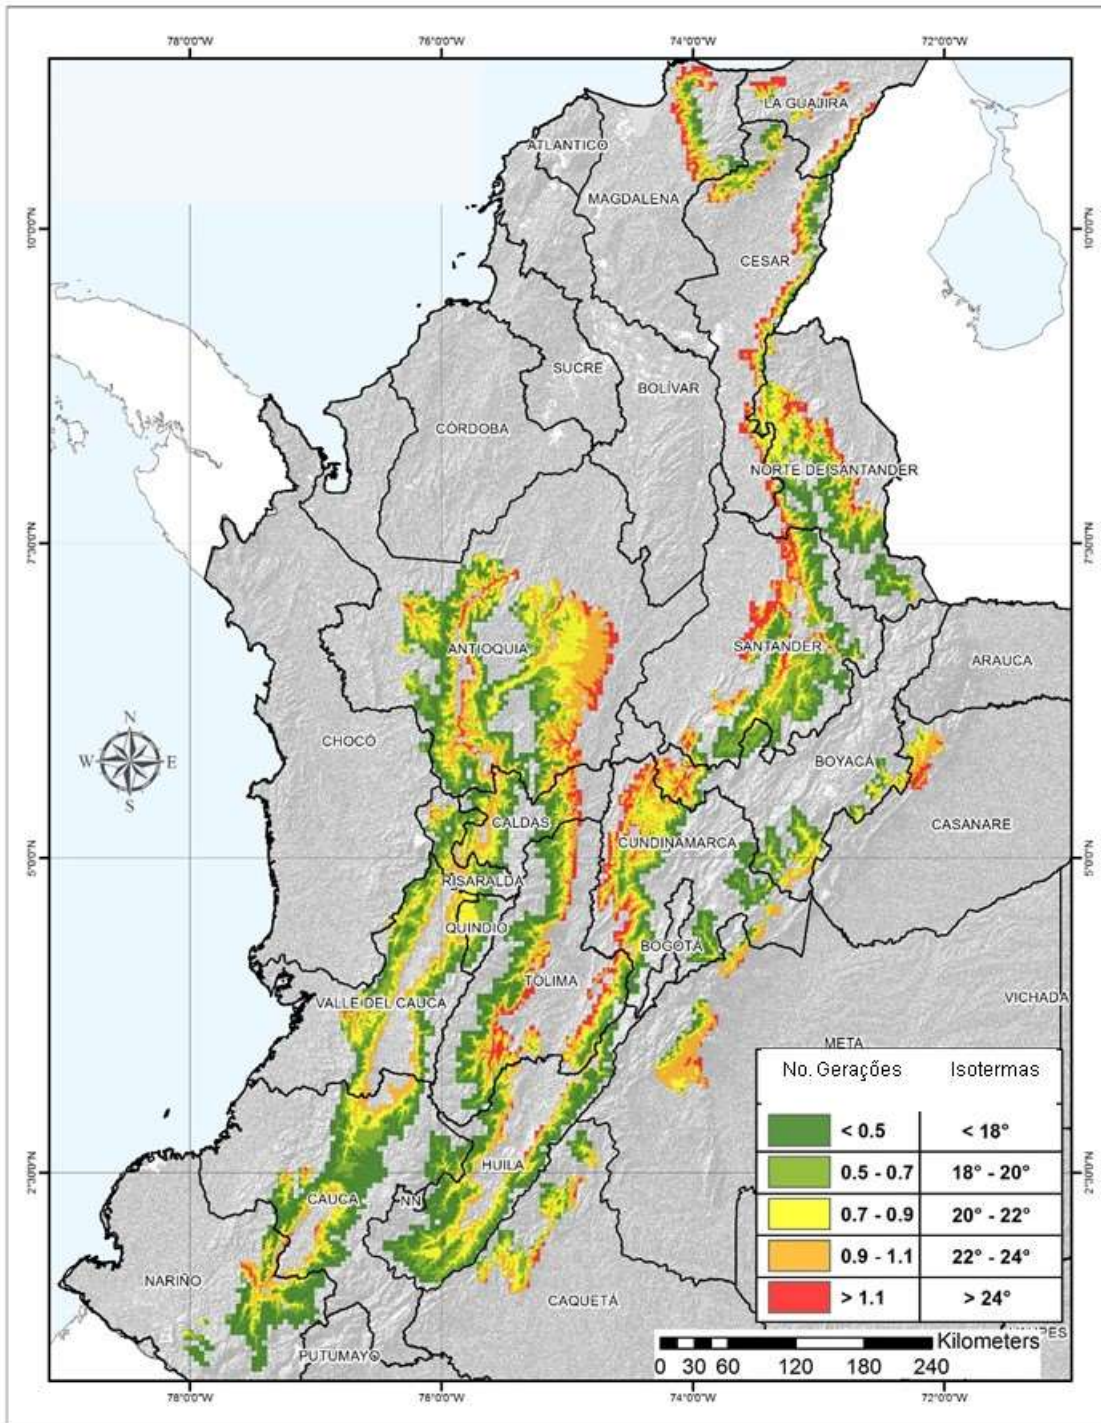 78°0'0"W 76°0'0"W 74°0'0"W 72°0'0"W
LA GUAJIRA
ATLANTICO
MAGDALENA
10°0'0"N 10°0'0"N
CESAR
SUCRE
BOLÍVAR
CÓRDOBA
NORTE DE SANTANDER
7°30'0"N 7°30'0"N
ANTIOQUIA
SANTANDER
ARAUCA
N
W E
S
CHOCÓ
BOYACA
CALDAS
CASANARE
CUNDINAMARCA
5°0'0"N 5°0'0"N
RISARALDA
QUINDIO
BOGOTÁ
TOLIMA
VALLE DEL CAUCA
VICHADA
META
No. Gerações Isotermas
< 0.5 < 18°
0.5 - 0.7 18° - 20°
0.7 - 0.9 20° - 22°
0.9 - 1.1 22° - 24°
> 1.1 > 24°
2°30'0"N 2°30'0"N
HUILA
CAUCA
NN
NARIÑO
CAQUETÁ
PUTUMAYO
Kilometers
0 30 60 120 180 240
78°0'0"W 76°0'0"W 74°0'0"W 72°0'0"W